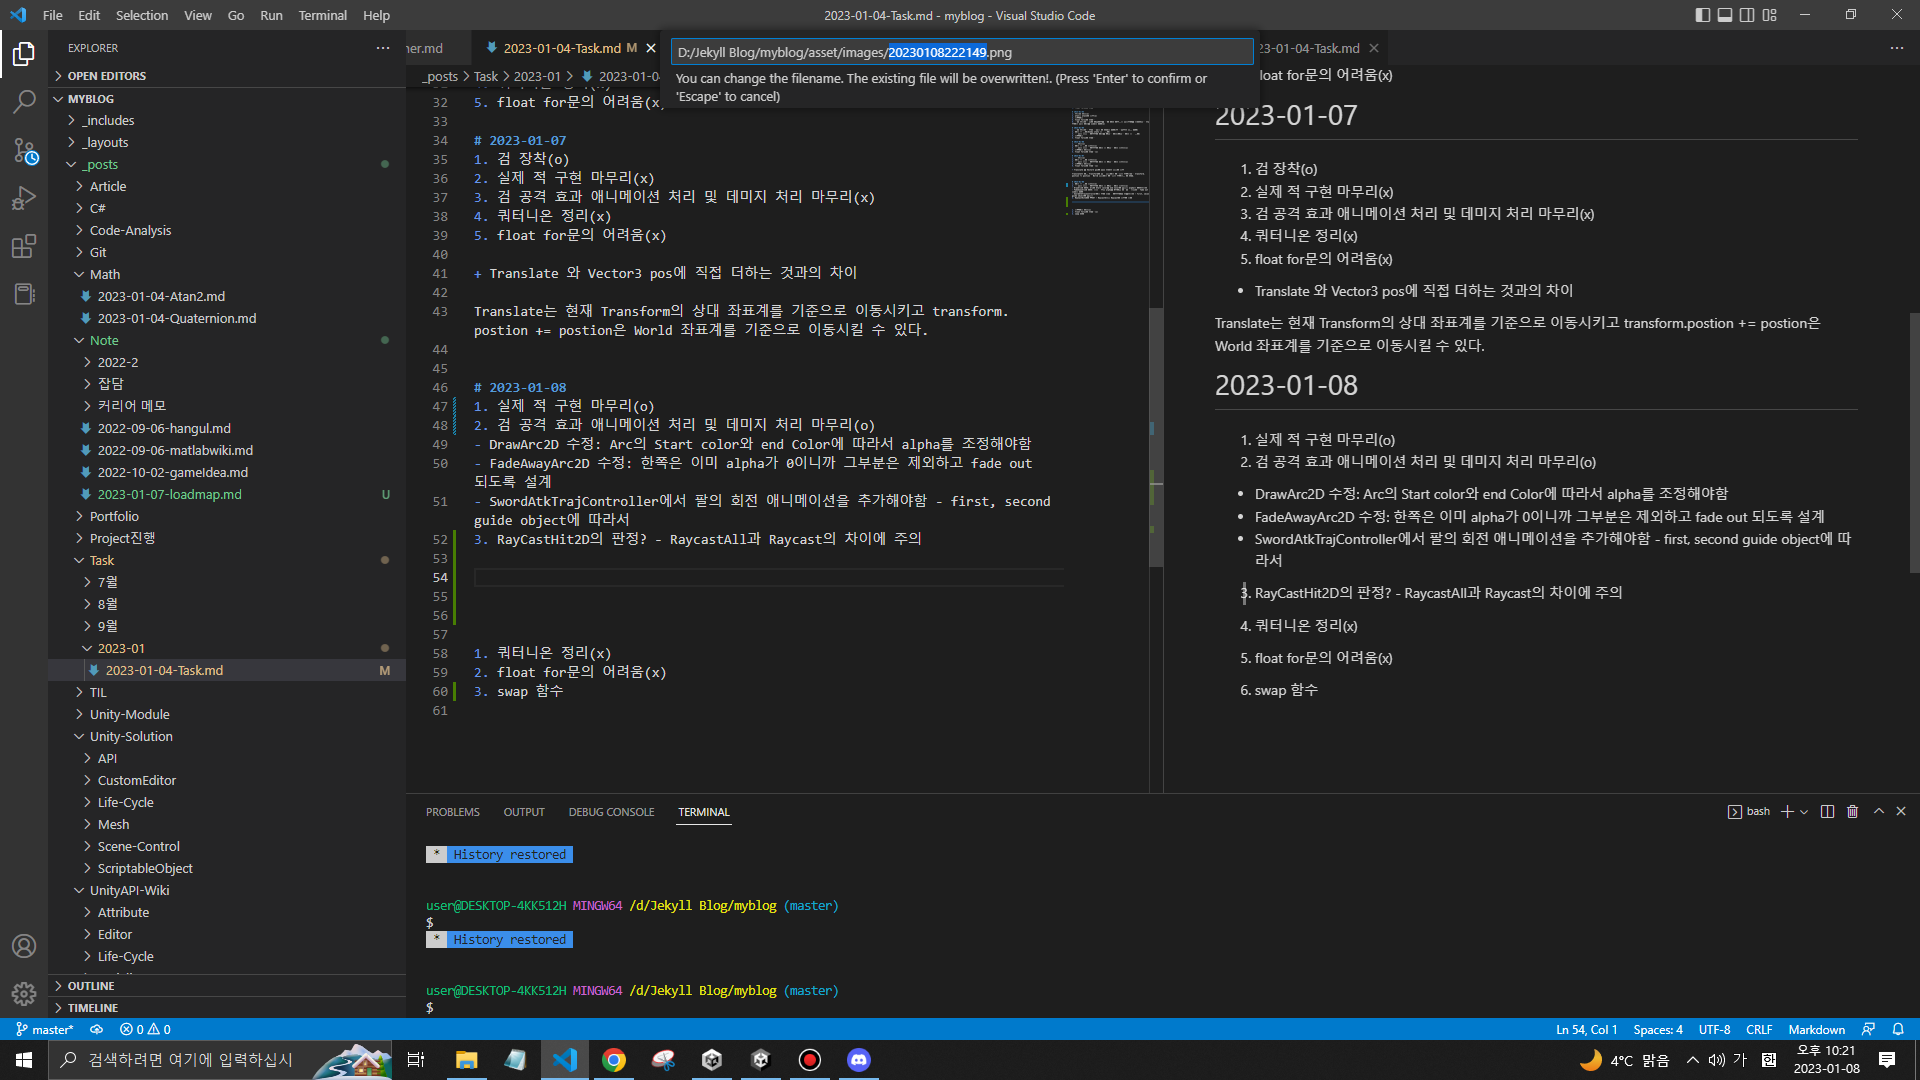 File Edit Selection View Go Run Terminal Help
2023-01-04-Task.md - myblog - Visual Studio Code
EXPLORER
OPEN EDITORS
MYBLOG
_includes
_layouts
_posts
Article
C#
Code-Analysis
Git
Math
2023-01-04-Atan2.md
2023-01-04-Quaternion.md
Note
2022-2
잡담
커리어 메모
2022-09-06-hangul.md
2022-09-06-matlabwiki.md
2022-10-02-gameIdea.md
2023-01-07-loadmap.md U
Portfolio
Project진행
Task
7월
8월
9월
2023-01
2023-01-04-Task.md M
TIL
Unity-Module
Unity-Solution
API
CustomEditor
Life-Cycle
Mesh
Scene-Control
ScriptableObject
UnityAPI-Wiki
Attribute
Editor
Life-Cycle
OUTLINE
TIMELINE
ner.md
2023-01-04-Task.md M
_posts > Task > 2023-01 > 2023-01-04
D:/Jekyll Blog/myblog/asset/images/20230108222149.png
You can change the filename. The existing file will be overwritten!. (Press 'Enter' to confirm or
'Escape' to cancel)
23-01-04-Task.md
32 5. float for문의 어려움(x)
33
34 # 2023-01-07
35 1. 검 장착(o)
36 2. 실제 적 구현 마무리(x)
37 3. 검 공격 효과 애니메이션 처리 및 데미지 처리 마무리(x)
38 4. 쿼터니온 정리(x)
39 5. float for문의 어려움(x)
40
41 + Translate 와 Vector3 pos에 직접 더하는 것과의 차이
42
43 Translate는 현재 Transform의 상대 좌표계를 기준으로 이동시키고 transform.
postion += postion은 World 좌표계를 기준으로 이동시킬 수 있다.
44
45
46 # 2023-01-08
47 1. 실제 적 구현 마무리(o)
48 2. 검 공격 효과 애니메이션 처리 및 데미지 처리 마무리(o)
49 - DrawArc2D 수정: Arc의 Start color와 end Color에 따라서 alpha를 조정해야함
50 - FadeAwayArc2D 수정: 한쪽은 이미 alpha가 0이니까 그부분은 제외하고 fade out
되도록 설계
51 - SwordAtkTrajController에서 팔의 회전 애니메이션을 추가해야함 - first, second
guide object에 따라서
52 3. RayCastHit2D의 판정? - RaycastAll과 Raycast의 차이에 주의
53
54
55
56
57
58 1. 쿼터니온 정리(x)
59 2. float for문의 어려움(x)
60 3. swap 함수
61
loat for문의 어려움(x)
2023-01-07
1. 검 장착(o)
2. 실제 적 구현 마무리(x)
3. 검 공격 효과 애니메이션 처리 및 데미지 처리 마무리(x)
4. 쿼터니온 정리(x)
5. float for문의 어려움(x)
• Translate 와 Vector3 pos에 직접 더하는 것과의 차이
Translate는 현재 Transform의 상대 좌표계를 기준으로 이동시키고 transform.postion += postion은
World 좌표계를 기준으로 이동시킬 수 있다.
2023-01-08
1. 실제 적 구현 마무리(o)
2. 검 공격 효과 애니메이션 처리 및 데미지 처리 마무리(o)
• DrawArc2D 수정: Arc의 Start color와 end Color에 따라서 alpha를 조정해야함
• FadeAwayArc2D 수정: 한쪽은 이미 alpha가 0이니까 그부분은 제외하고 fade out 되도록 설계
• SwordAtkTrajController에서 팔의 회전 애니메이션을 추가해야함 - first, second guide object에 따
라서
3. RayCastHit2D의 판정? - RaycastAll과 Raycast의 차이에 주의
4. 쿼터니온 정리(x)
5. float for문의 어려움(x)
6. swap 함수
PROBLEMS OUTPUT DEBUG CONSOLE TERMINAL
bash
* History restored
user@DESKTOP-4KK512H MINGW64 /d/Jekyll Blog/myblog (master)
$
* History restored
user@DESKTOP-4KK512H MINGW64 /d/Jekyll Blog/myblog (master)
$
master* 0 0
Ln 54, Col 1 Spaces: 4 UTF-8 CRLF Markdown
검색하려면 여기에 입력하십시
4°C 맑음
가
오후 10:21
2023-01-08